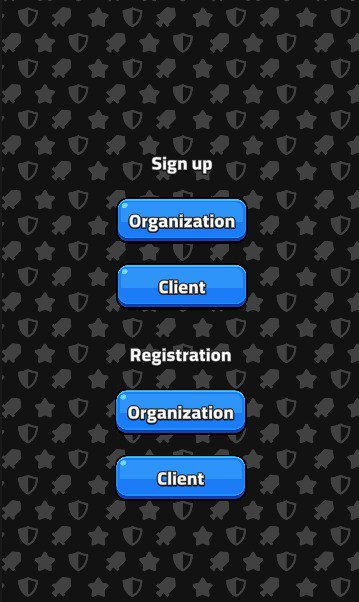 Sign up
Organization
Client
Registration
Organization
Client